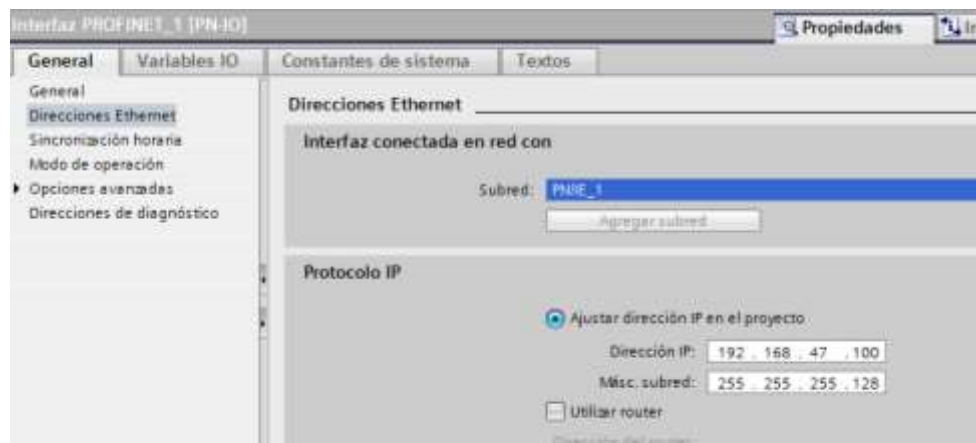 Interfaz PROFINET_1 [PN-IO]
Propiedades
General Variables IO Constantes de sistema Textos
General
Direcciones Ethernet
Sincronización horaria
Modo de operación
Opciones avanzadas
Direcciones de diagnóstico
Direcciones Ethernet
Interfaz conectada en red con
Subred: PN/IE_1
Agregar subred
Protocolo IP
Ajustar dirección IP en el proyecto
Dirección IP: 192 . 168 . 47 . 100
Másc. subred: 255 . 255 . 255 . 128
Utilizar router